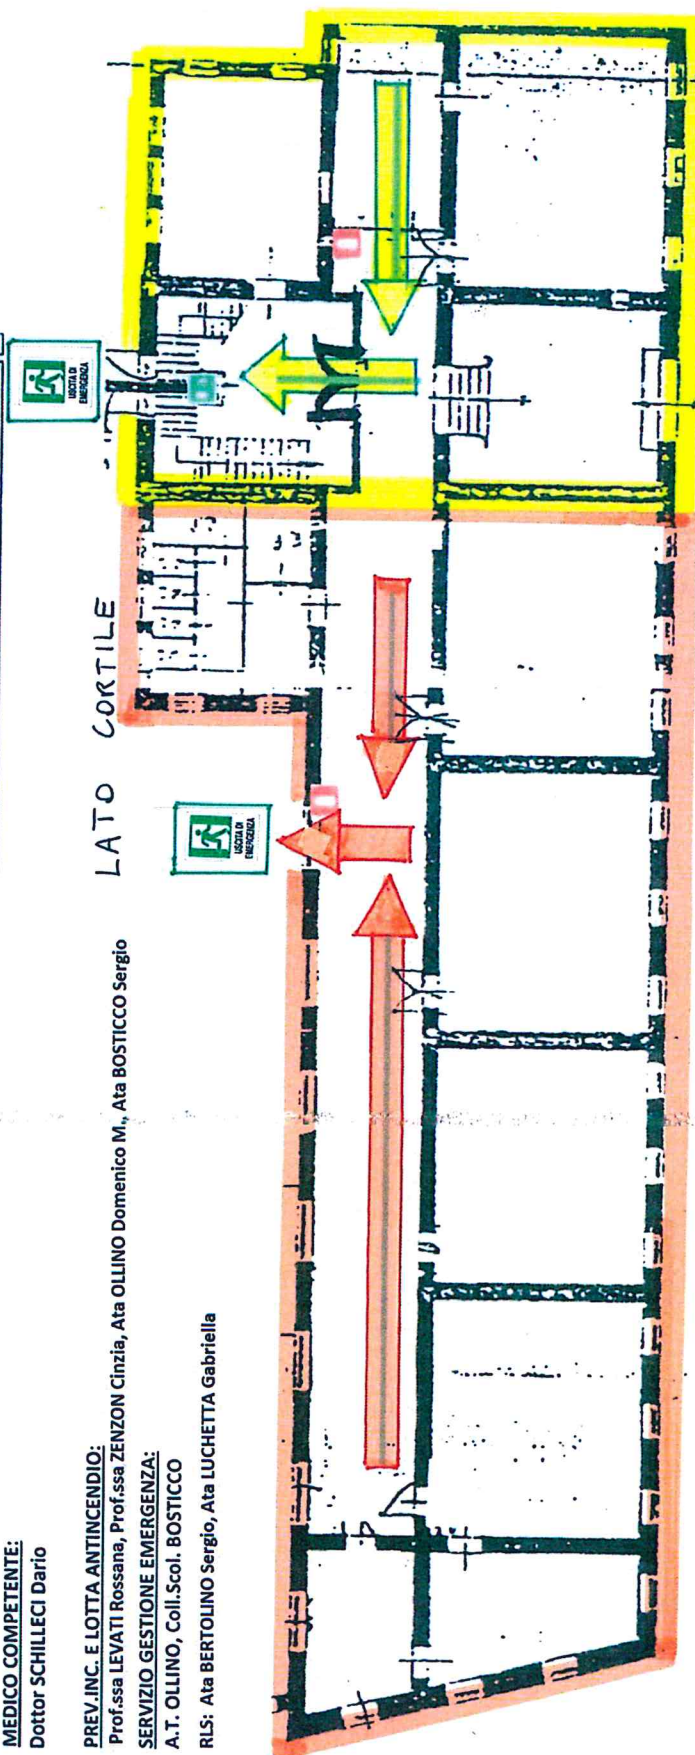 MEDICO COMPETENTE:
Dottor SCHILLECI Dario
PREV.INC. E LOTTA ANTINCENDIO:
Prof.ssa LEVATI Rossana, Prof.ssa ZENZON Cinzia, Ata OLLINO Domenico M., Ata BOSTICCO Sergio
SERVIZIO GESTIONE EMERGENZA:
A.T. OLLINO, Coll.Scol. BOSTICCO
RLS: Ata BERTOLINO Sergio, Ata LUCHETTA Gabriella
LATO CORTILE
USCITA DI
EMERGENZA
USCITA DI
EMERGENZA